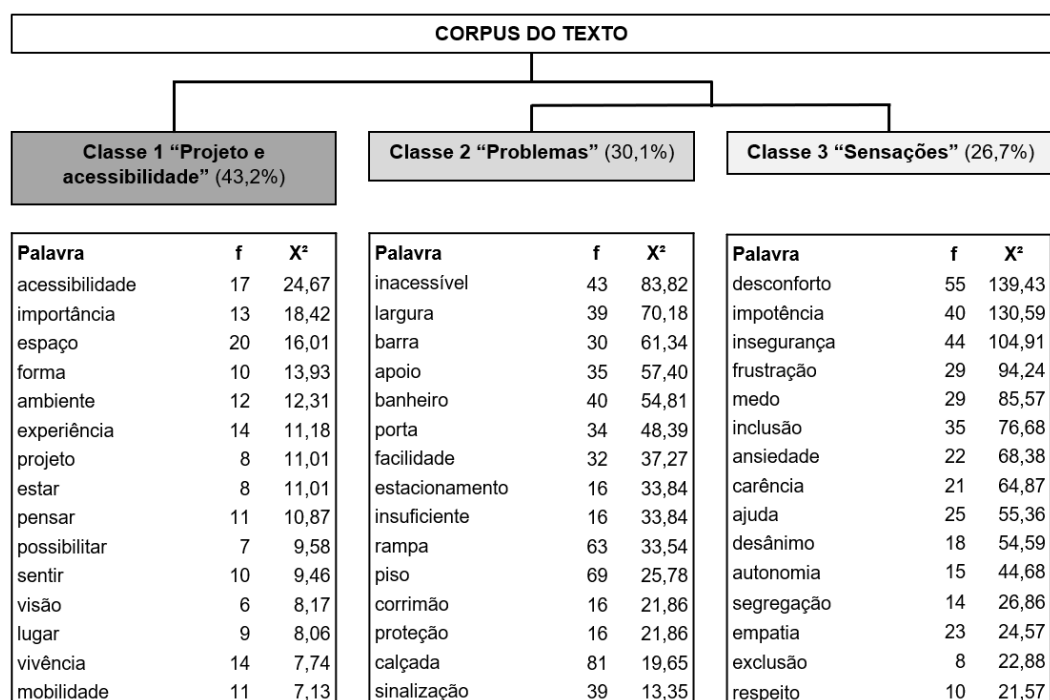 CORPUS DO TEXTO
Classe 1 “Projeto e
acessibilidade” (43,2%)
Classe 2 “Problemas” (30,1%)
Classe 3 “Sensações” (26,7%)
Palavra f X²
acessibilidade 17 24,67
importância 13 18,42
espaço 20 16,01
forma 10 13,93
ambiente 12 12,31
experiência 14 11,18
projeto 8 11,01
estar 8 11,01
pensar 11 10,87
possibilitar 7 9,58
sentir 10 9,46
visão 6 8,17
lugar 9 8,06
vivência 14 7,74
mobilidade 11 7,13
Palavra f X²
inacessível 43 83,82
largura 39 70,18
barra 30 61,34
apoio 35 57,40
banheiro 40 54,81
porta 34 48,39
facilidade 32 37,27
estacionamento 16 33,84
insuficiente 16 33,84
rampa 63 33,54
piso 69 25,78
corrimão 16 21,86
proteção 16 21,86
calçada 81 19,65
sinalização 39 13,35
Palavra f X²
desconforto 55 139,43
impotência 40 130,59
insegurança 44 104,91
frustração 29 94,24
medo 29 85,57
inclusão 35 76,68
ansiedade 22 68,38
carência 21 64,87
ajuda 25 55,36
desânimo 18 54,59
autonomia 15 44,68
segregação 14 26,86
empatia 23 24,57
exclusão 8 22,88
respeito 10 21,57